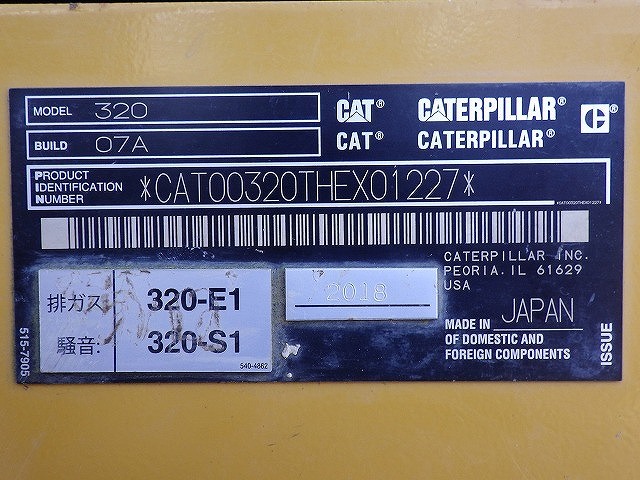 MODEL 320
BUILD 07A
CAT® CATERPILLAR®
CAT® CATERPILLAR®
PRODUCT IDENTIFICATION NUMBER *CAT00320THEX01227*
*CAT00320THEX01227*
CATERPILLAR INC.
PEORIA, IL 61629
USA
排ガス 320-E1
騒音: 320-S1
540-4862
2018
MADE IN JAPAN
OF DOMESTIC AND
FOREIGN COMPONENTS
515-7905
ISSUE